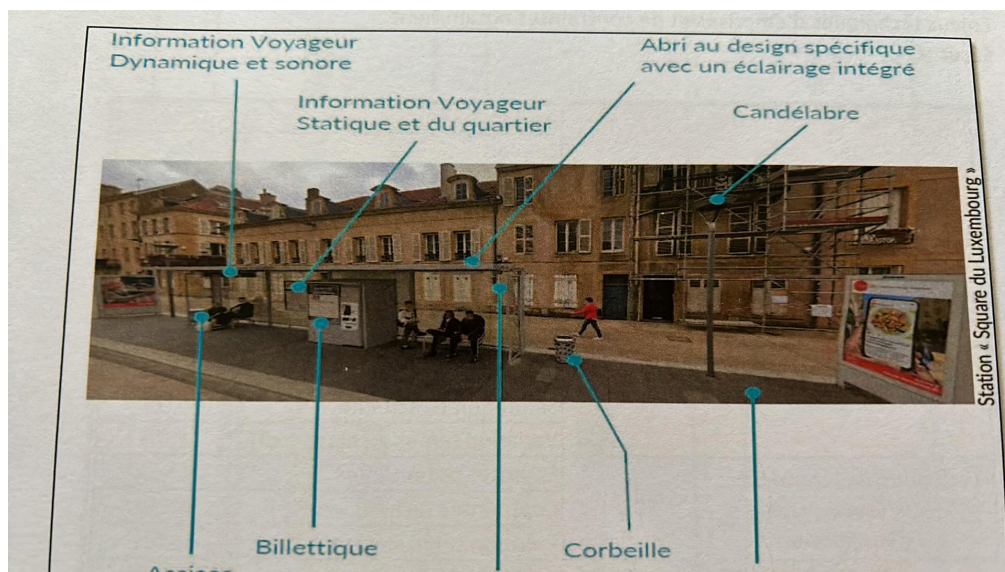 Information Voyageur
Dynamique et sonore
Abri au design spécifique
avec un éclairage intégré
Information Voyageur
Statique et du quartier
Candélabre
Station « Square du Luxembourg »
Billettique
Corbeille